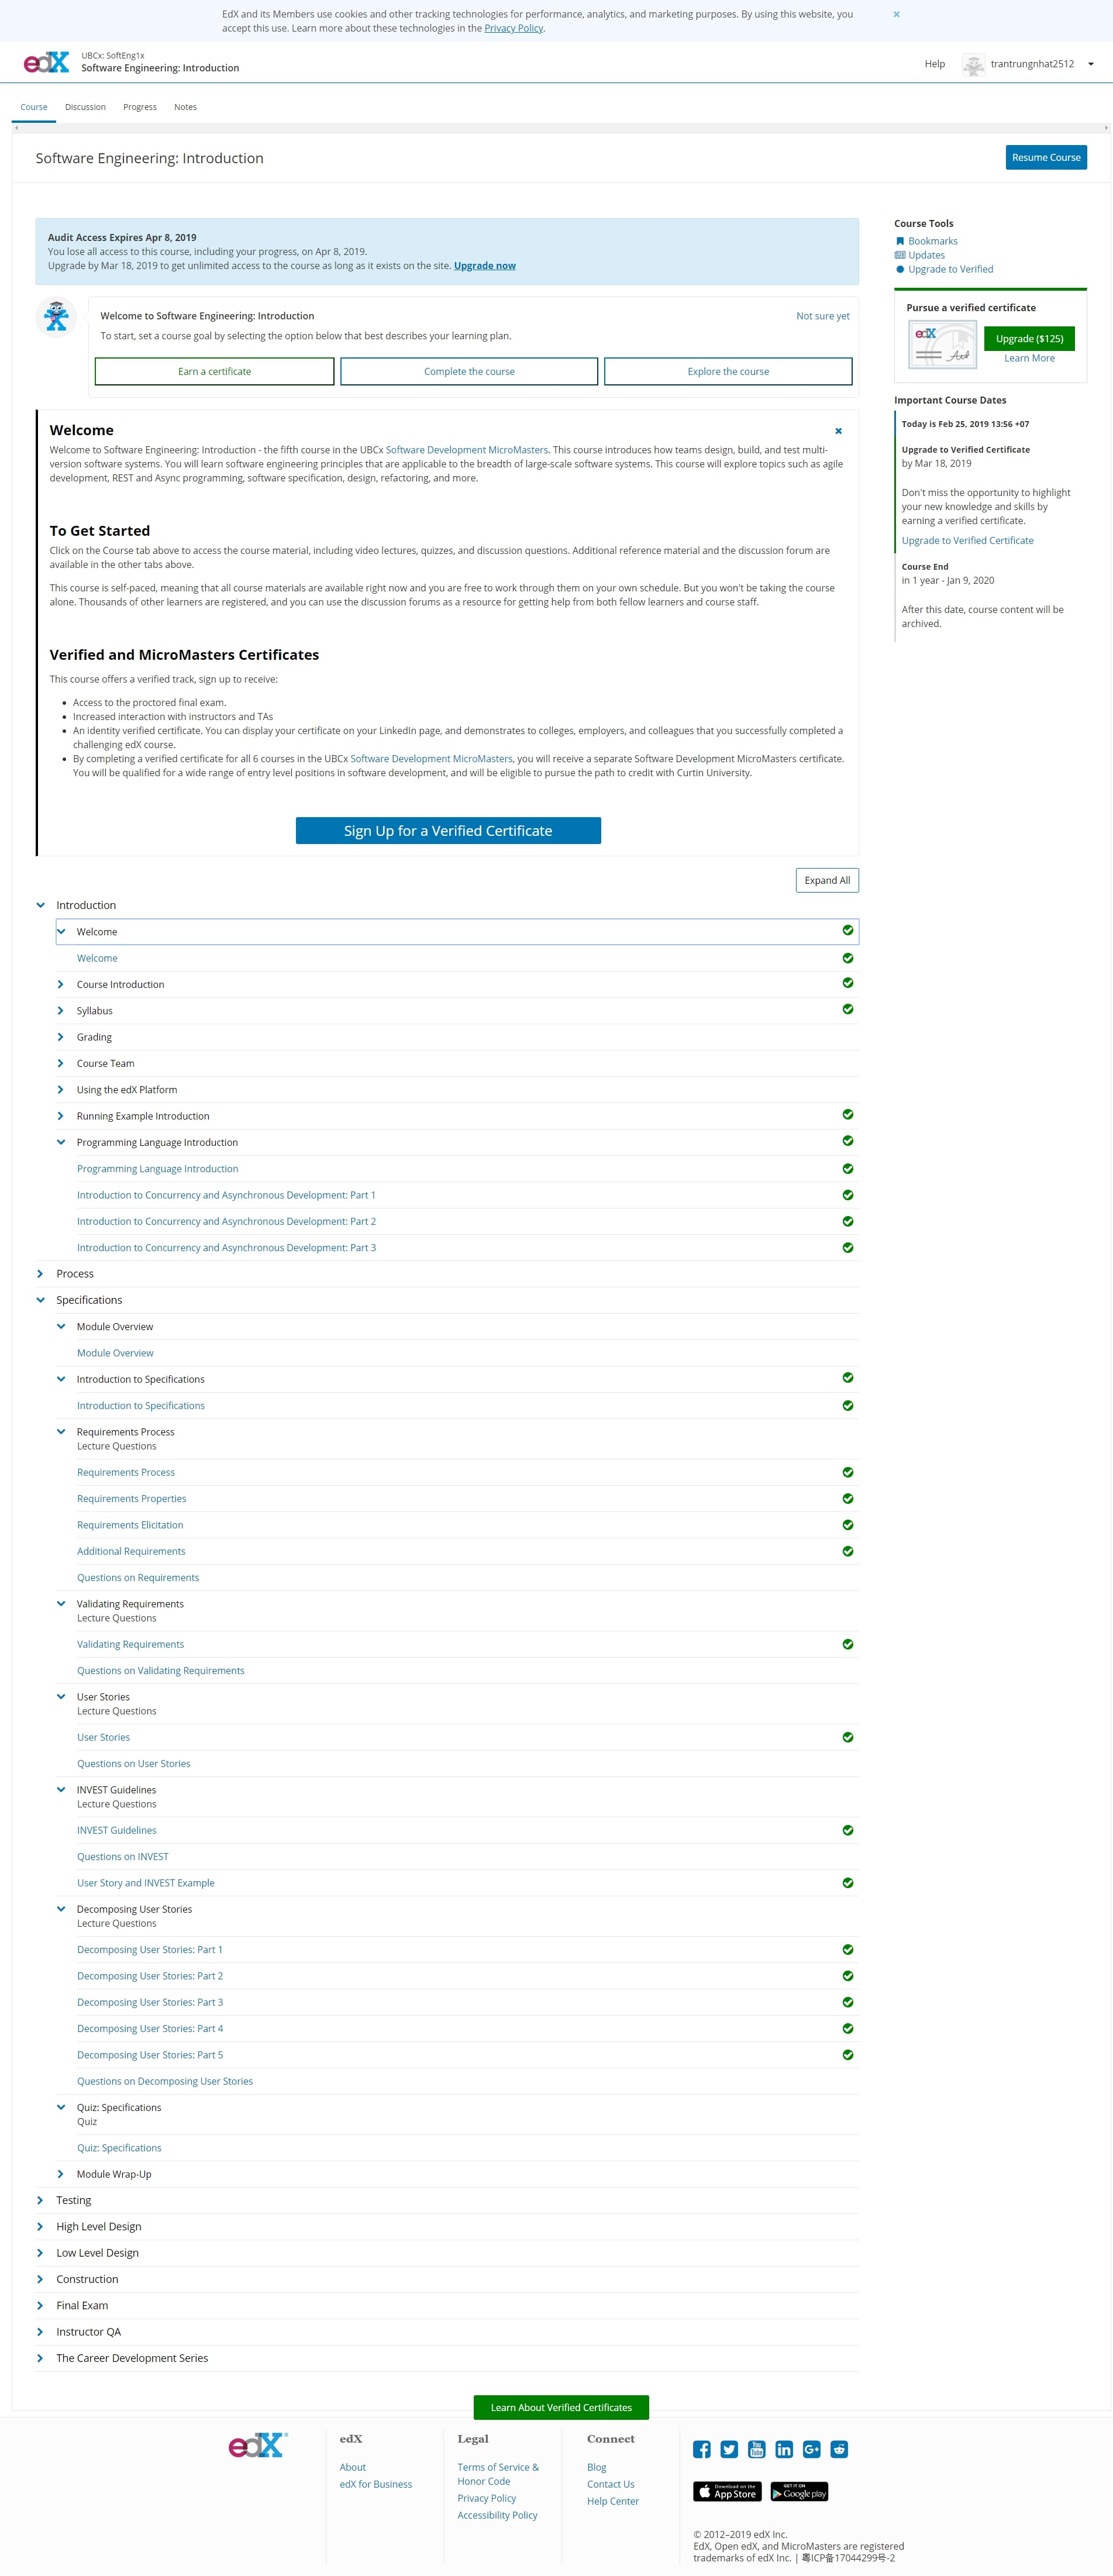 EdX and its Members use cookies and other tracking technologies for performance, analytics, and marketing purposes. By using this website, you
accept this use. Learn more about these technologies in the Privacy Policy.
×
edX
UBCx: SoftEng1x
Software Engineering: Introduction
Help
trantrungnhat2512
Course
Discussion
Progress
Notes
Software Engineering: Introduction
Resume Course
Audit Access Expires Apr 8, 2019
You lose all access to this course, including your progress, on Apr 8, 2019.
Upgrade by Mar 18, 2019 to get unlimited access to the course as long as it exists on the site. Upgrade now
Welcome to Software Engineering: Introduction
Not sure yet
To start, set a course goal by selecting the option below that best describes your learning plan.
Earn a certificate
Complete the course
Explore the course
Welcome
Welcome to Software Engineering: Introduction - the fifth course in the UBCx Software Development MicroMasters. This course introduces how teams design, build, and test multi-
version software systems. You will learn software engineering principles that are applicable to the breadth of large-scale software systems. This course will explore topics such as agile
development, REST and Async programming, software specification, design, refactoring, and more.
To Get Started
Click on the Course tab above to access the course material, including video lectures, quizzes, and discussion questions. Additional reference material and the discussion forum are
available in the other tabs above.
This course is self-paced, meaning that all course materials are available right now and you are free to work through them on your own schedule. But you won't be taking the course
alone. Thousands of other learners are registered, and you can use the discussion forums as a resource for getting help from both fellow learners and course staff.
Verified and MicroMasters Certificates
This course offers a verified track, sign up to receive:
• Access to the proctored final exam.
• Increased interaction with instructors and TAs
• An identity verified certificate. You can display your certificate on your LinkedIn page, and demonstrates to colleges, employers, and colleagues that you successfully completed a
challenging edX course.
• By completing a verified certificate for all 6 courses in the UBCx Software Development MicroMasters, you will receive a separate Software Development MicroMasters certificate.
You will be qualified for a wide range of entry level positions in software development, and will be eligible to pursue the path to credit with Curtin University.
Sign Up for a Verified Certificate
Course Tools
Bookmarks
Updates
Upgrade to Verified
Pursue a verified certificate
edX
Upgrade ($125)
Learn More
Important Course Dates
Today is Feb 25, 2019 13:56 +07
Upgrade to Verified Certificate
by Mar 18, 2019
Don't miss the opportunity to highlight
your new knowledge and skills by
earning a verified certificate.
Upgrade to Verified Certificate
Course End
in 1 year - Jan 9, 2020
After this date, course content will be
archived.
Expand All
Introduction
Welcome
Welcome
Course Introduction
Syllabus
Grading
Course Team
Using the edX Platform
Running Example Introduction
Programming Language Introduction
Programming Language Introduction
Introduction to Concurrency and Asynchronous Development: Part 1
Introduction to Concurrency and Asynchronous Development: Part 2
Introduction to Concurrency and Asynchronous Development: Part 3
Process
Specifications
Module Overview
Module Overview
Introduction to Specifications
Introduction to Specifications
Requirements Process
Lecture Questions
Requirements Process
Requirements Properties
Requirements Elicitation
Additional Requirements
Questions on Requirements
Validating Requirements
Lecture Questions
Validating Requirements
Questions on Validating Requirements
User Stories
Lecture Questions
User Stories
Questions on User Stories
INVEST Guidelines
Lecture Questions
INVEST Guidelines
Questions on INVEST
User Story and INVEST Example
Decomposing User Stories
Lecture Questions
Decomposing User Stories: Part 1
Decomposing User Stories: Part 2
Decomposing User Stories: Part 3
Decomposing User Stories: Part 4
Decomposing User Stories: Part 5
Questions on Decomposing User Stories
Quiz: Specifications
Quiz
Quiz: Specifications
Module Wrap-Up
Testing
High Level Design
Low Level Design
Construction
Final Exam
Instructor QA
The Career Development Series
Learn About Verified Certificates
edX®
edX
About
edX for Business
Legal
Terms of Service &
Honor Code
Privacy Policy
Accessibility Policy
Connect
Blog
Contact Us
Help Center
You Tube
in
G+
Download on the
App Store
GET IT ON
Google play
© 2012–2019 edX Inc.
EdX, Open edX, and MicroMasters are registered
trademarks of edX Inc. | 粤ICP备17044299号-2